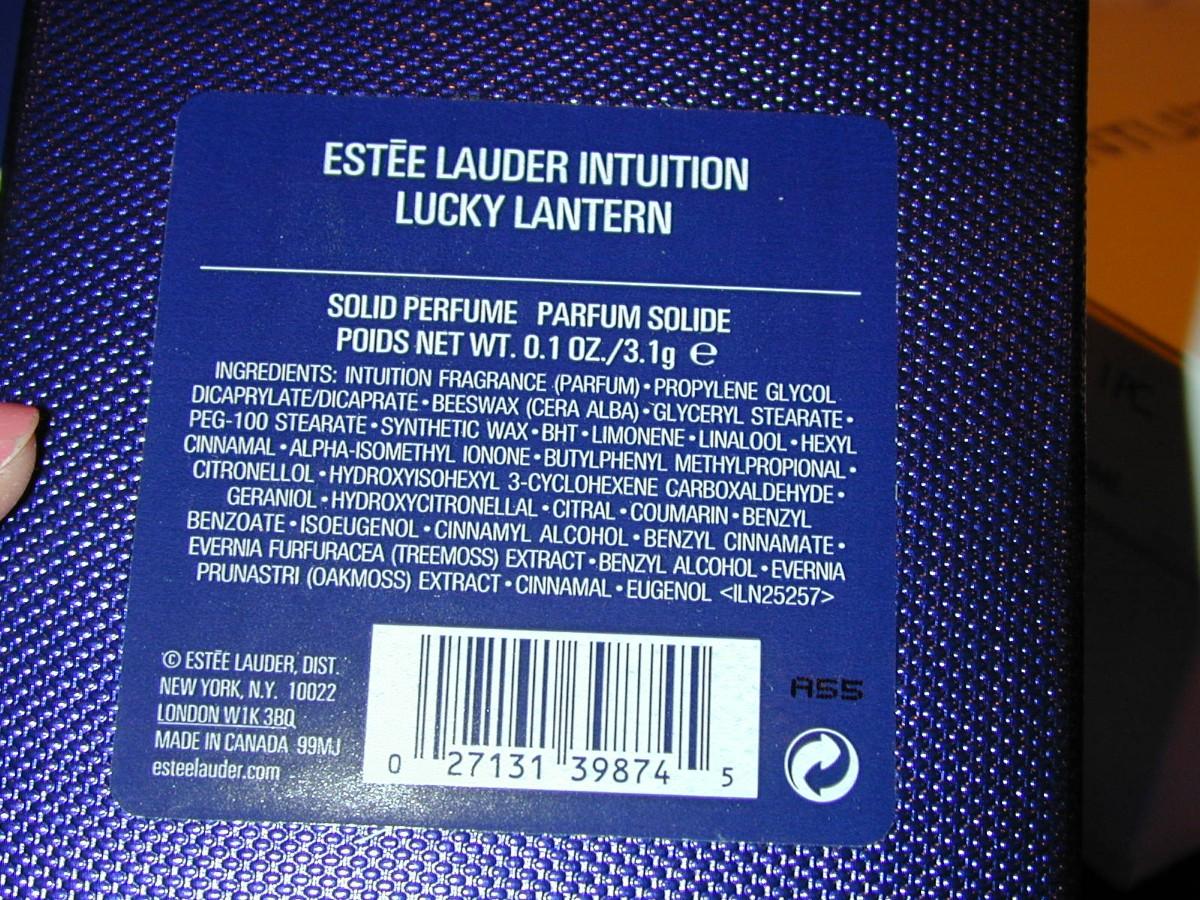 ESTĒE LAUDER INTUITION
LUCKY LANTERN
SOLID PERFUME PARFUM SOLIDE
POIDS NET WT. 0.1 OZ./3.1g ℮
INGREDIENTS: INTUITION FRAGRANCE (PARFUM) • PROPYLENE GLYCOL
DICAPRYLATE/DICAPRATE • BEESWAX (CERA ALBA) • GLYCERYL STEARATE •
PEG-100 STEARATE • SYNTHETIC WAX • BHT • LIMONENE • LINALOOL • HEXYL
CINNAMAL • ALPHA-ISOMETHYL IONONE • BUTYLPHENYL METHYLPROPIONAL •
CITRONELLOL • HYDROXYISOHEXYL 3-CYCLOHEXENE CARBOXALDEHYDE •
GERANIOL • HYDROXYCITRONELLAL • CITRAL • COUMARIN • BENZYL
BENZOATE • ISOEUGENOL • CINNAMYL ALCOHOL • BENZYL CINNAMATE •
EVERNIA FURFURACEA (TREEMOSS) EXTRACT • BENZYL ALCOHOL • EVERNIA
PRUNASTRI (OAKMOSS) EXTRACT • CINNAMAL • EUGENOL <ILN25257>
© ESTĒE LAUDER, DIST.
NEW YORK, N.Y. 10022
LONDON W1K 3BQ
MADE IN CANADA 99MJ
esteelauder.com
0 27131 39874 5
A55